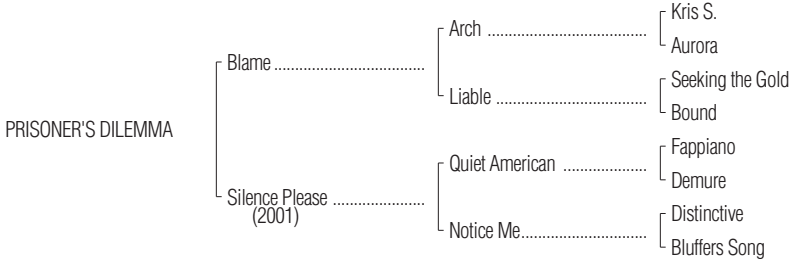 Kris S.
Arch ........................................
Aurora
Blame ......................................
Seeking the Gold
Liable ......................................
Bound
PRISONER'S DILEMMA
Fappiano
Quiet American .....................
Demure
Silence Please .......................
(2001)
Distinctive
Notice Me................................
Bluffers Song